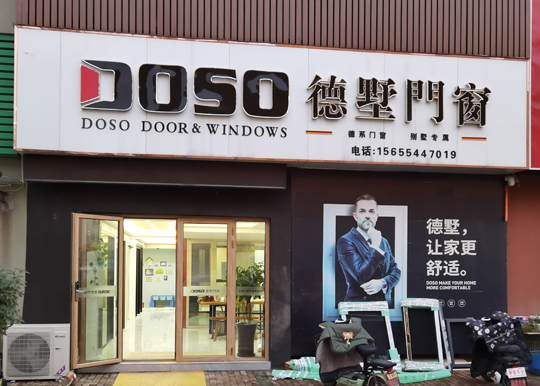 DOSO 德墅門窗
DOSO DOOR & WINDOWS
德系门窗 别墅专属
电话:15655447019
德墅,
让家更
舒适。
DOSO MAKE YOUR HOME
MORE COMFORTABLE